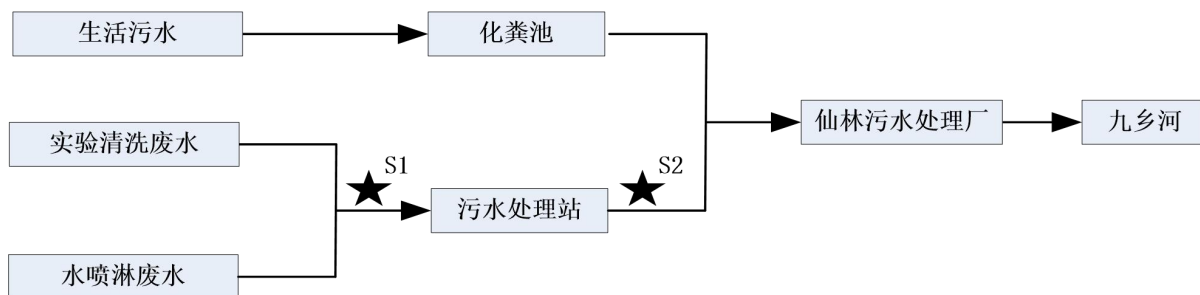 生活污水
化粪池
实验清洗废水
仙林污水处理厂
九乡河
S1
S2
污水处理站
水喷淋废水